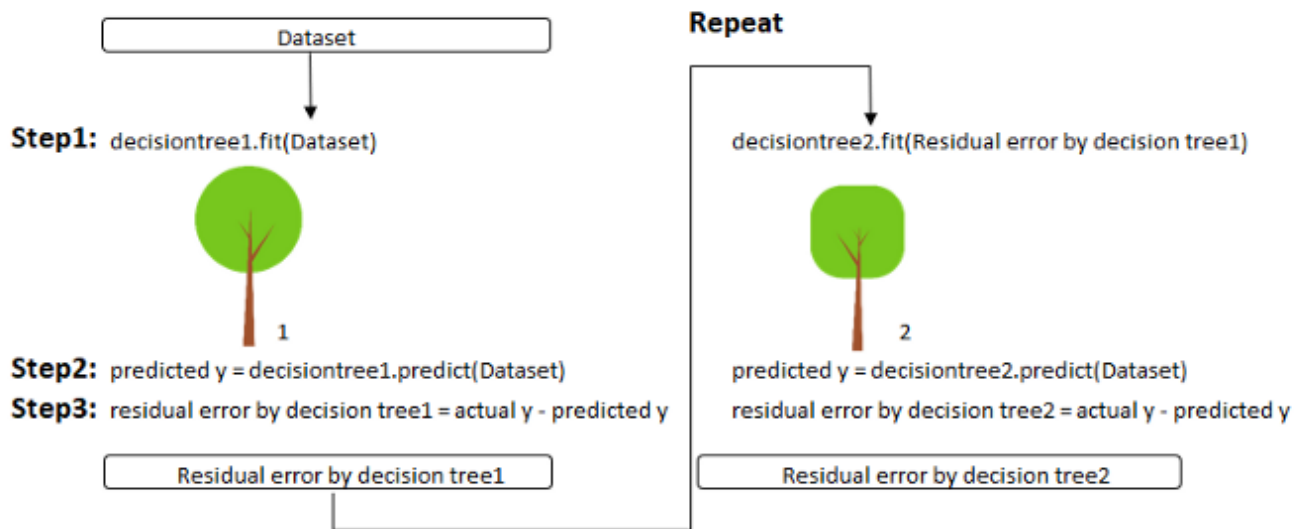 Dataset
Step1: decisiontree1.fit(Dataset)
1
Step2: predicted y = decisiontree1.predict(Dataset)
Step3: residual error by decision tree1 = actual y - predicted y
Residual error by decision tree1
Repeat
decisiontree2.fit(Residual error by decision tree1)
2
predicted y = decisiontree2.predict(Dataset)
residual error by decision tree2 = actual y - predicted y
Residual error by decision tree2